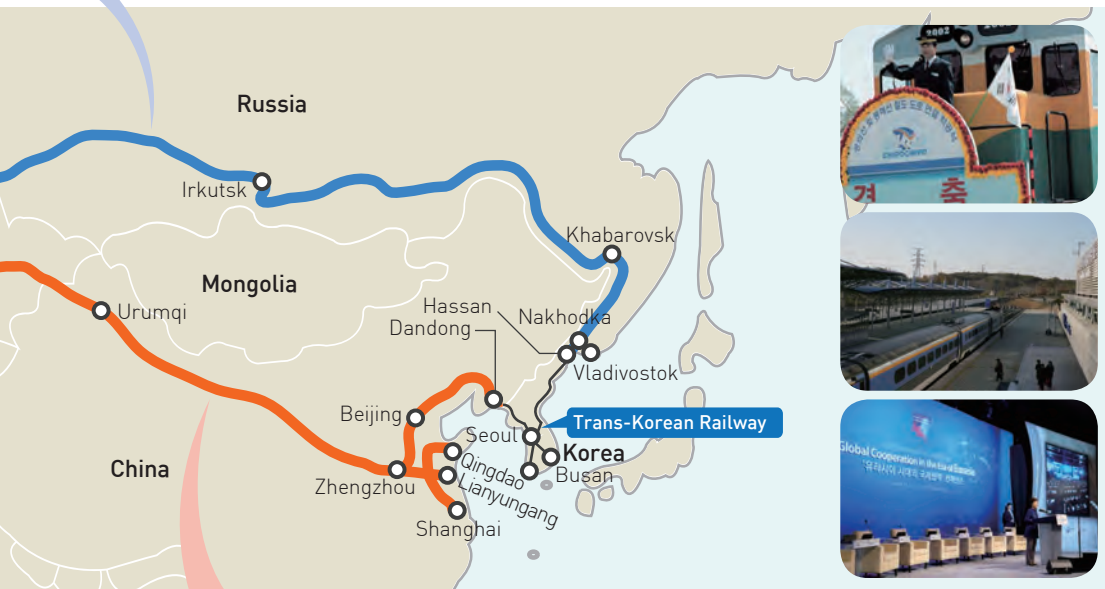 Russia
Irkutsk
Khabarovsk
Mongolia
Urumqi
Hassan
Dandong
Nakhodka
Vladivostok
Beijing
Trans-Korean Railway
Seoul
Korea
Busan
China
Zhengzhou
Qingdao
Lianyungang
Shanghai
2002
경 축
Global Cooperation in the Era of Eurasia